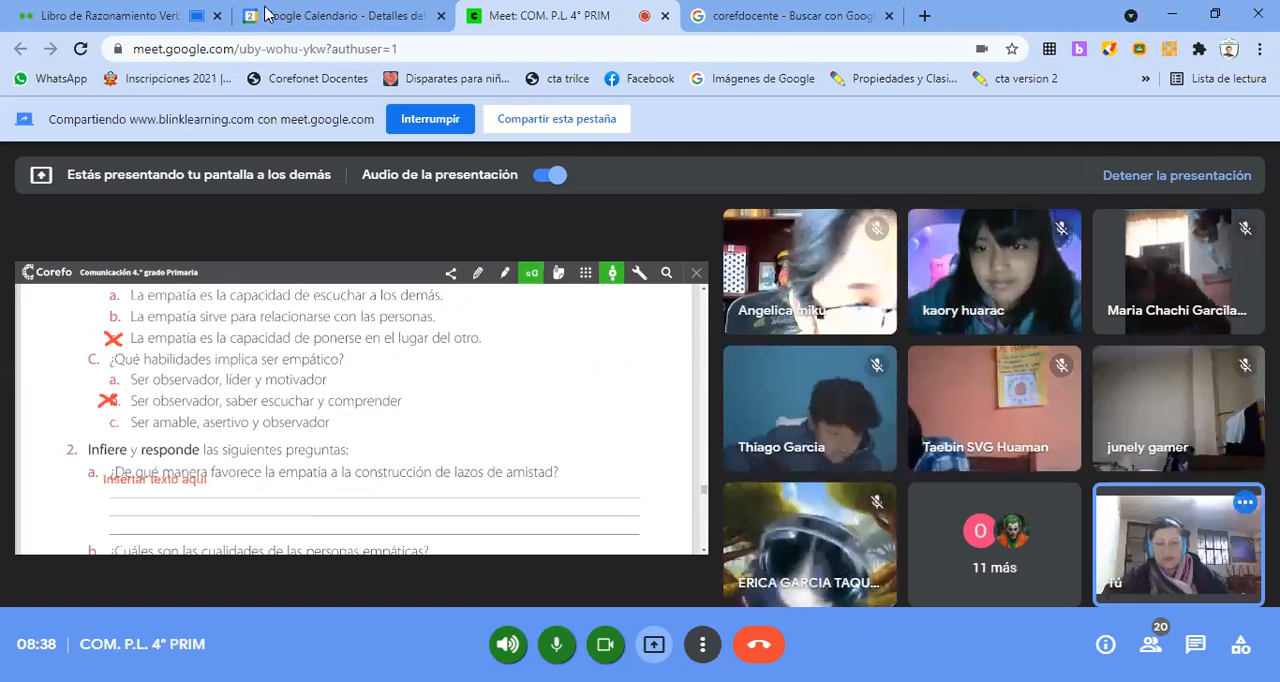 Libro de Razonamiento Verb
Google Calendario - Detalles del
Meet: COM. P.L. 4° PRIM
corefdocente - Buscar con Goog
meet.google.com/uby-wohu-ykw?authuser=1
WhatsApp
Inscripciones 2021 |...
Corefonet Docentes
Disparates para niñ...
cta trilce
Facebook
Imágenes de Google
Propiedades y Clasi...
cta version 2
»
Lista de lectura
Compartiendo www.blinklearning.com con meet.google.com
Interrumpir
Compartir esta pestaña
Estás presentando tu pantalla a los demás
Audio de la presentación
Detener la presentación
Corefo Comunicación 4.° grado Primaria
a. La empatía es la capacidad de escuchar a los demás.
b. La empatía sirve para relacionarse con las personas.
La empatía es la capacidad de ponerse en el lugar del otro.
C. ¿Qué habilidades implica ser empático?
a. Ser observador, líder y motivador
Ser observador, saber escuchar y comprender
c. Ser amable, asertivo y observador
2. Infiere y responde las siguientes preguntas:
a. ¿De qué manera favorece la empatía a la construcción de lazos de amistad?
Insertar texto aquí
b. ¿Cuáles son las cualidades de las personas empáticas?
Angelica miku
kaory huarac
Maria Chachi Garcila...
Thiago Garcia
Taebin SVG Huaman
junely gamer
ERICA GARCIA TAQU...
O
11 más
Tú
08:38
COM. P.L. 4° PRIM
20